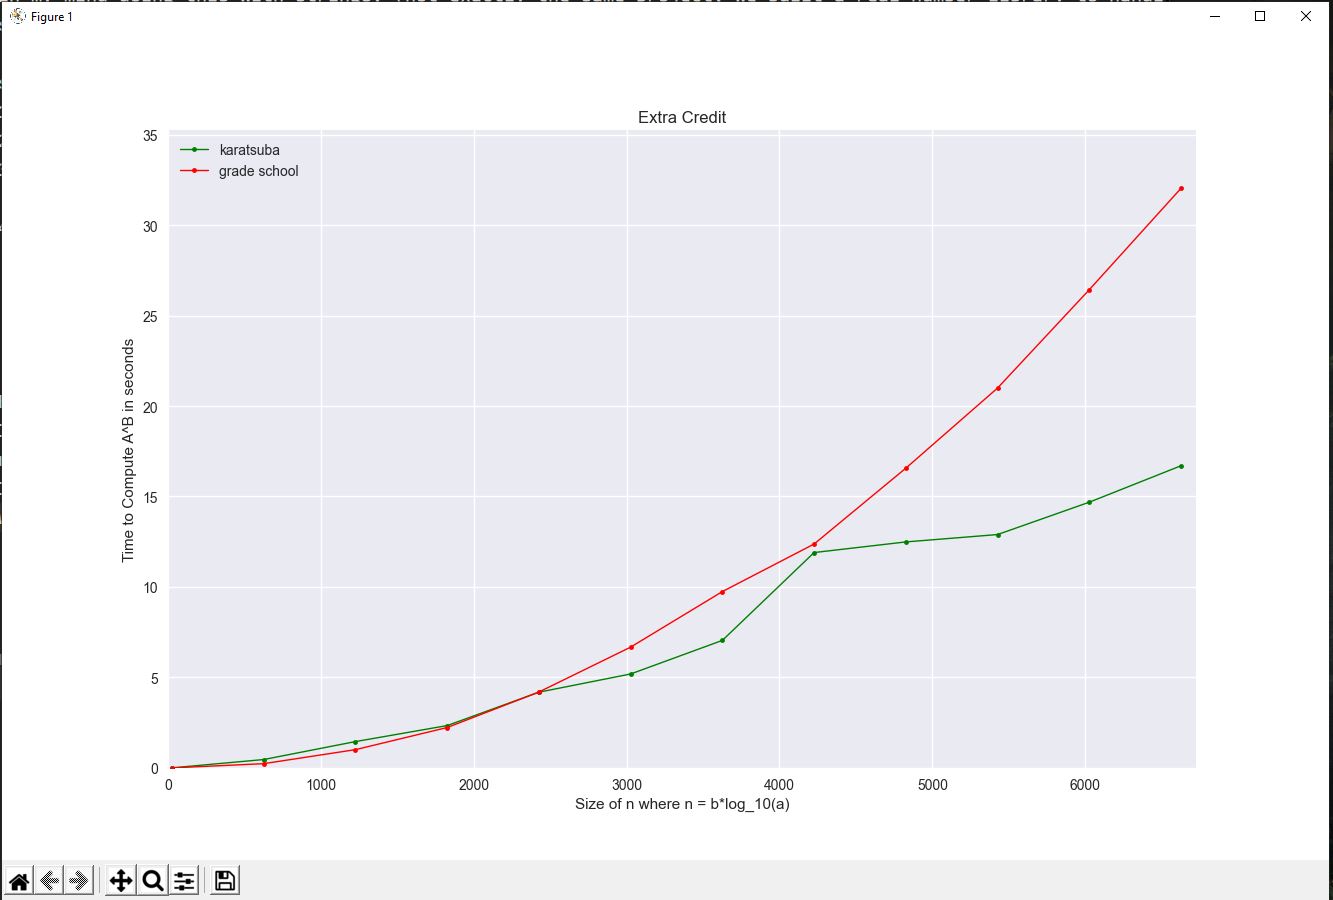 Figure 1
Extra Credit
karatsuba
grade school
35
30
25
20
15
10
5
0
Time to Compute A^B in seconds
0 1000 2000 3000 4000 5000 6000
Size of n where n = b*log_10(a)